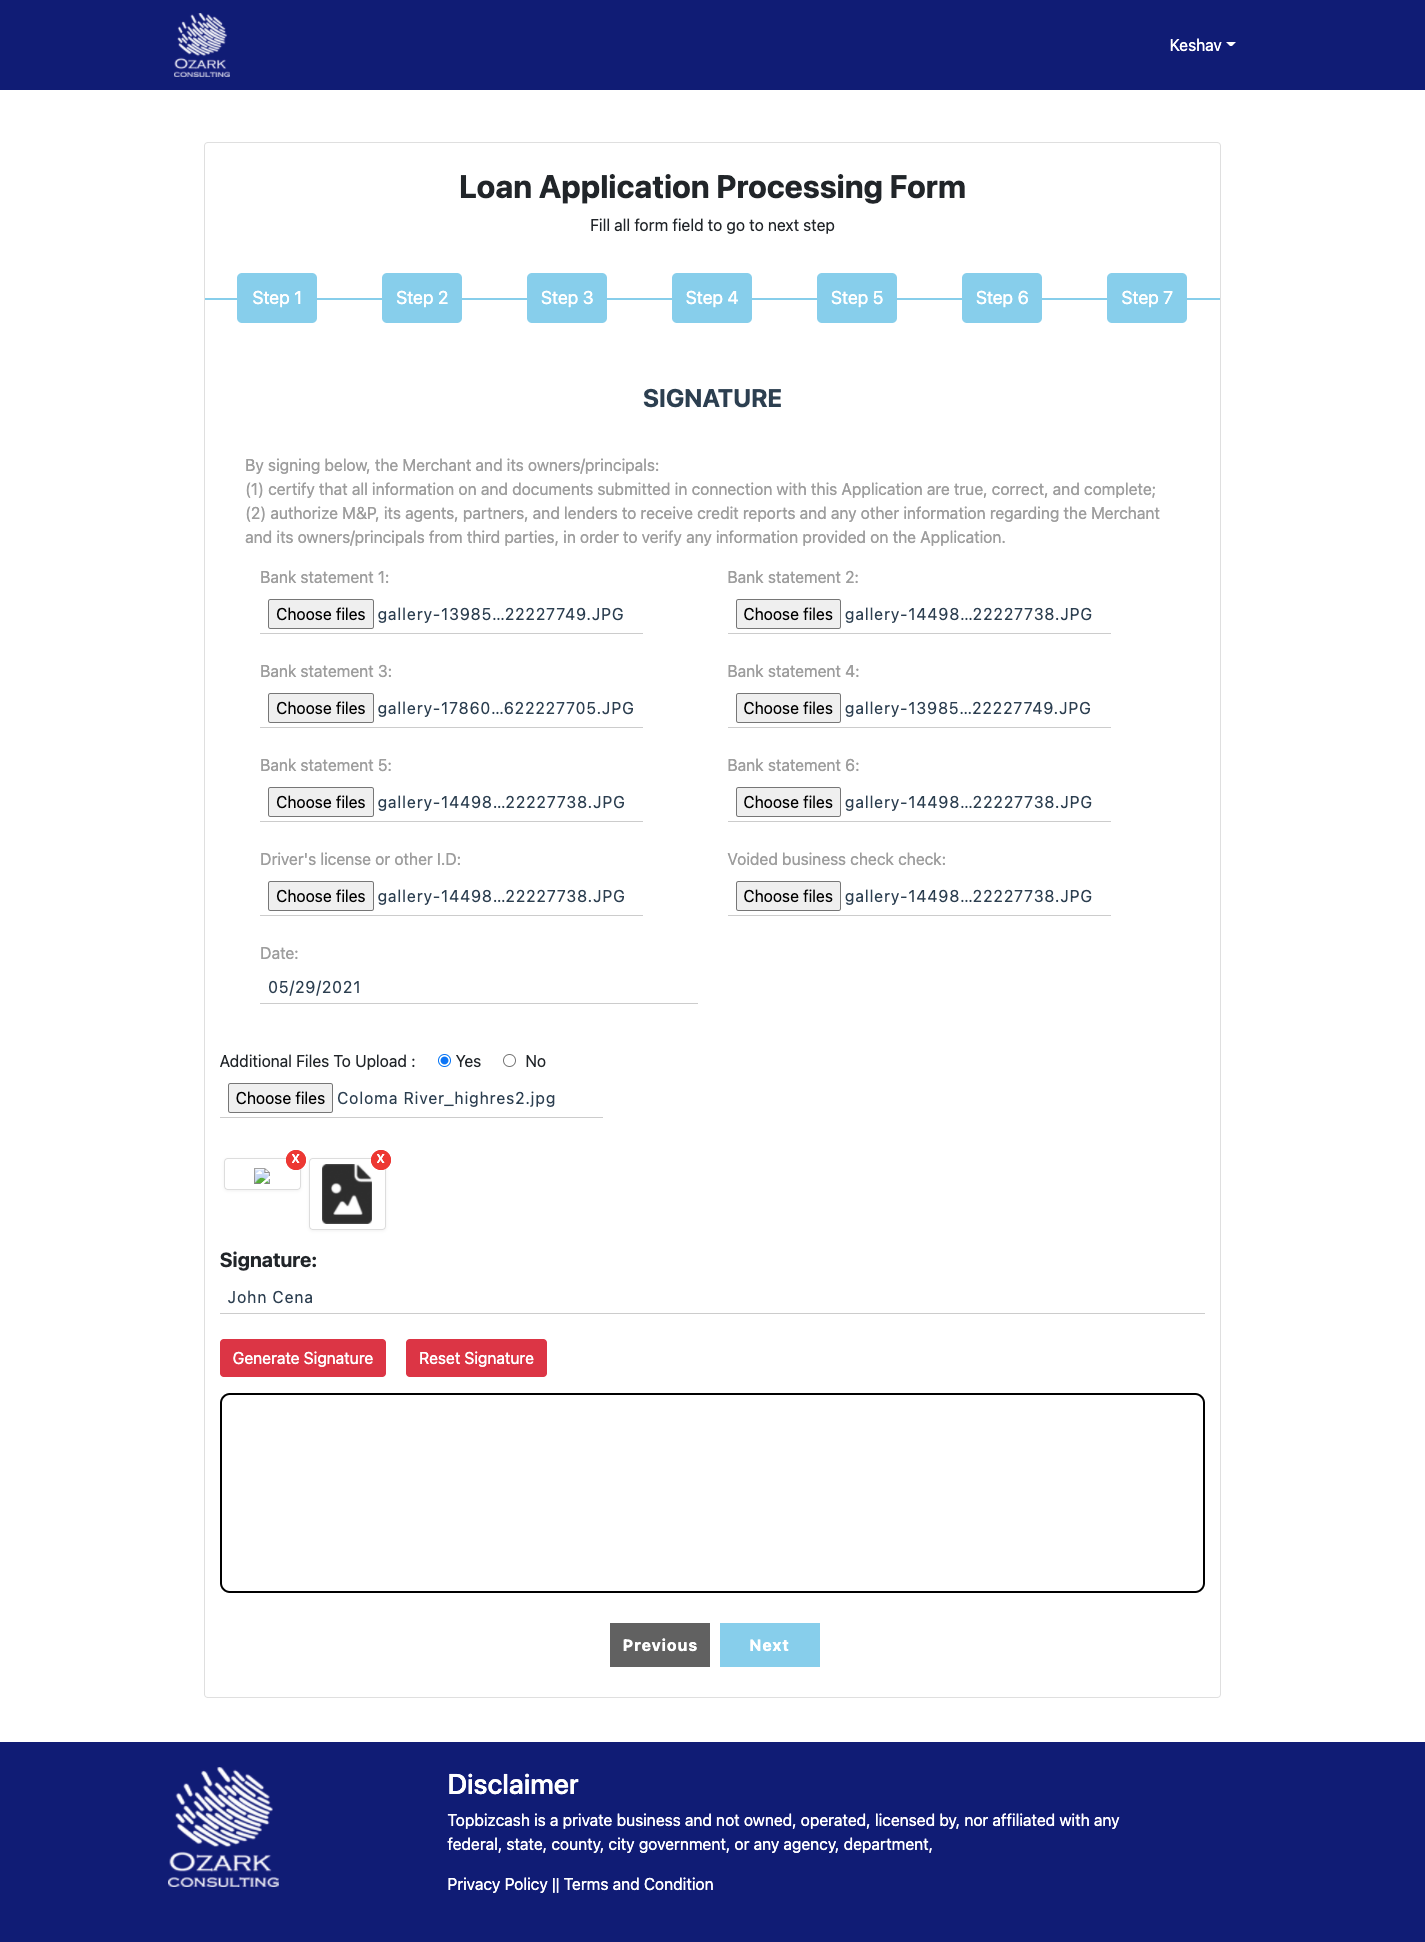 OZARK
CONSULTING
Keshav
Loan Application Processing Form
Fill all form field to go to next step
Step 1 Step 2 Step 3 Step 4 Step 5 Step 6 Step 7
SIGNATURE
By signing below, the Merchant and its owners/principals:
(1) certify that all information on and documents submitted in connection with this Application are true, correct, and complete;
(2) authorize M&P, its agents, partners, and lenders to receive credit reports and any other information regarding the Merchant
and its owners/principals from third parties, in order to verify any information provided on the Application.
Bank statement 1: Bank statement 2:
Choose files gallery-13985...22227749.JPG Choose files gallery-14498...22227738.JPG
Bank statement 3: Bank statement 4:
Choose files gallery-17860...622227705.JPG Choose files gallery-13985...22227749.JPG
Bank statement 5: Bank statement 6:
Choose files gallery-14498...22227738.JPG Choose files gallery-14498...22227738.JPG
Driver's license or other I.D: Voided business check check:
Choose files gallery-14498...22227738.JPG Choose files gallery-14498...22227738.JPG
Date:
05/29/2021
Additional Files To Upload : Yes No
Choose files Coloma River_highres2.jpg
X X
Signature:
John Cena
Generate Signature Reset Signature
Previous Next
OZARK
CONSULTING
Disclaimer
Topbizcash is a private business and not owned, operated, licensed by, nor affiliated with any
federal, state, county, city government, or any agency, department,
Privacy Policy || Terms and Condition